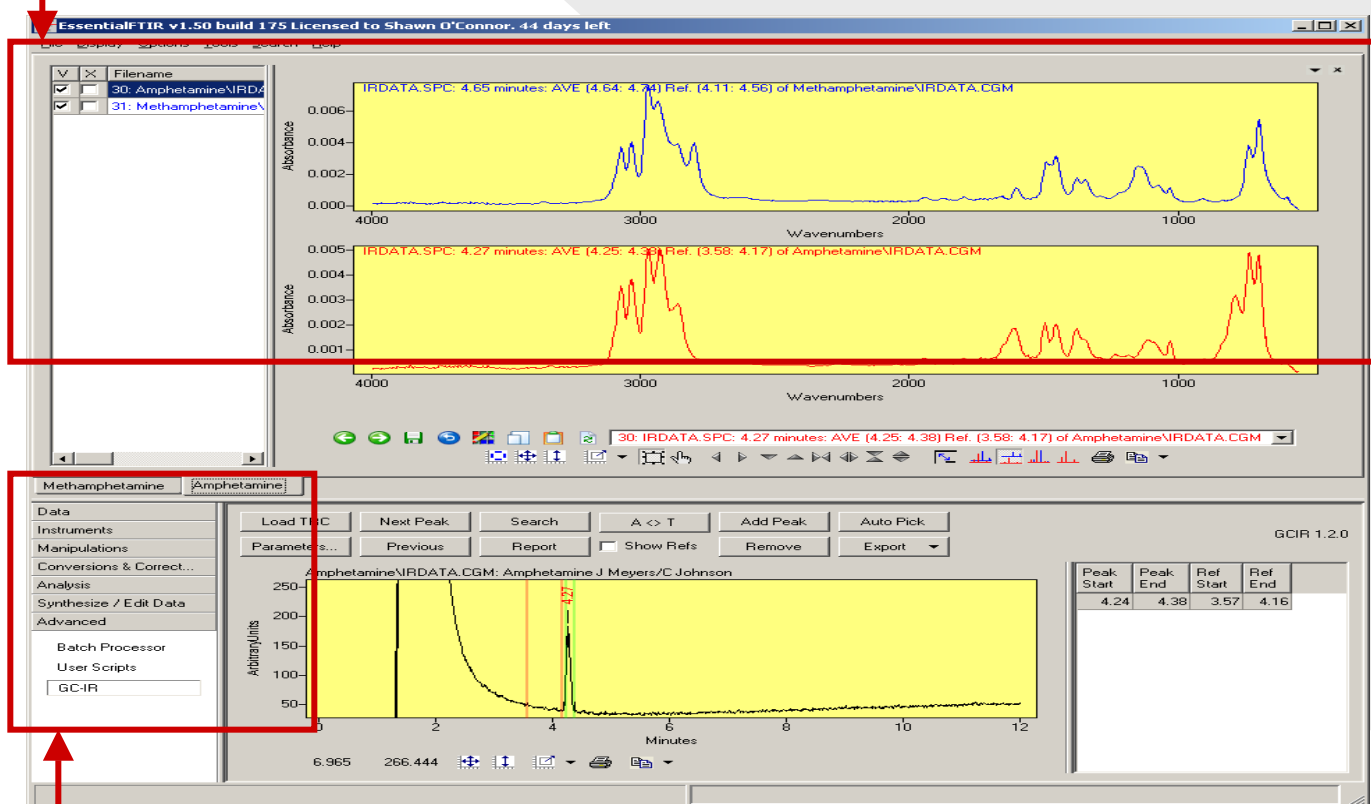 EssentialFTIR v1.50 build 175 Licensed to Shawn O'Connor. 44 days left
File Display Options Tools Search Help
V X Filename
30: Amphetamine\IRDA
31: Methamphetamine\
IRDATA.SPC: 4.65 minutes: AVE (4.64: 4.74) Ref. (4.11: 4.56) of Methamphetamine\IRDATA.CGM
Absorbance
0.006
0.004
0.002
0.000
4000 3000 2000 1000
Wavenumbers
IRDATA.SPC: 4.27 minutes: AVE (4.25: 4.38) Ref. (3.58: 4.17) of Amphetamine\IRDATA.CGM
Absorbance
0.005
0.004
0.003
0.002
0.001
4000 3000 2000 1000
Wavenumbers
30: IRDATA.SPC: 4.27 minutes: AVE (4.25: 4.38) Ref. (3.58: 4.17) of Amphetamine\IRDATA.CGM
Methamphetamine Amphetamine
Data
Instruments
Manipulations
Conversions & Correct...
Analysis
Synthesize / Edit Data
Advanced
Batch Processor
User Scripts
GC-IR
Load TRC Next Peak Search A <> T Add Peak Auto Pick
Parameters... Previous Report Show Refs Remove Export
GCIR 1.2.0
Amphetamine\IRDATA.CGM: Amphetamine J Meyers/C Johnson
4.27
ArbitraryUnits
250
200
150
100
50
0 2 4 6 8 10 12
Minutes
6.965 266.444
Peak Start Peak End Ref Start Ref End
4.24 4.38 3.57 4.16